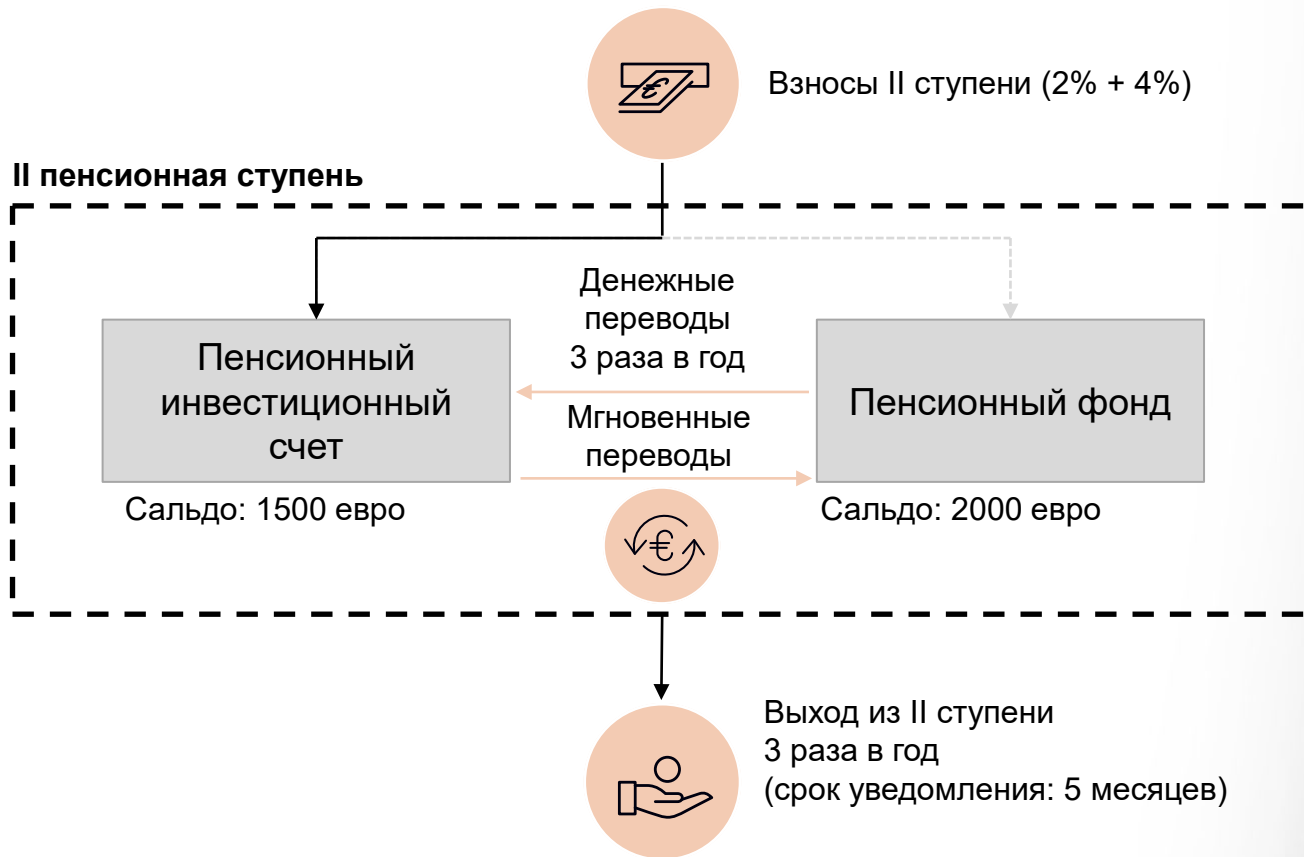 Взносы II ступени (2% + 4%)
II пенсионная ступень
Денежные
переводы
3 раза в год
Пенсионный
инвестиционный
счет
Пенсионный фонд
Мгновенные
переводы
Сальдо: 1500 евро
Сальдо: 2000 евро
€
€
Выход из II ступени
3 раза в год
(срок уведомления: 5 месяцев)